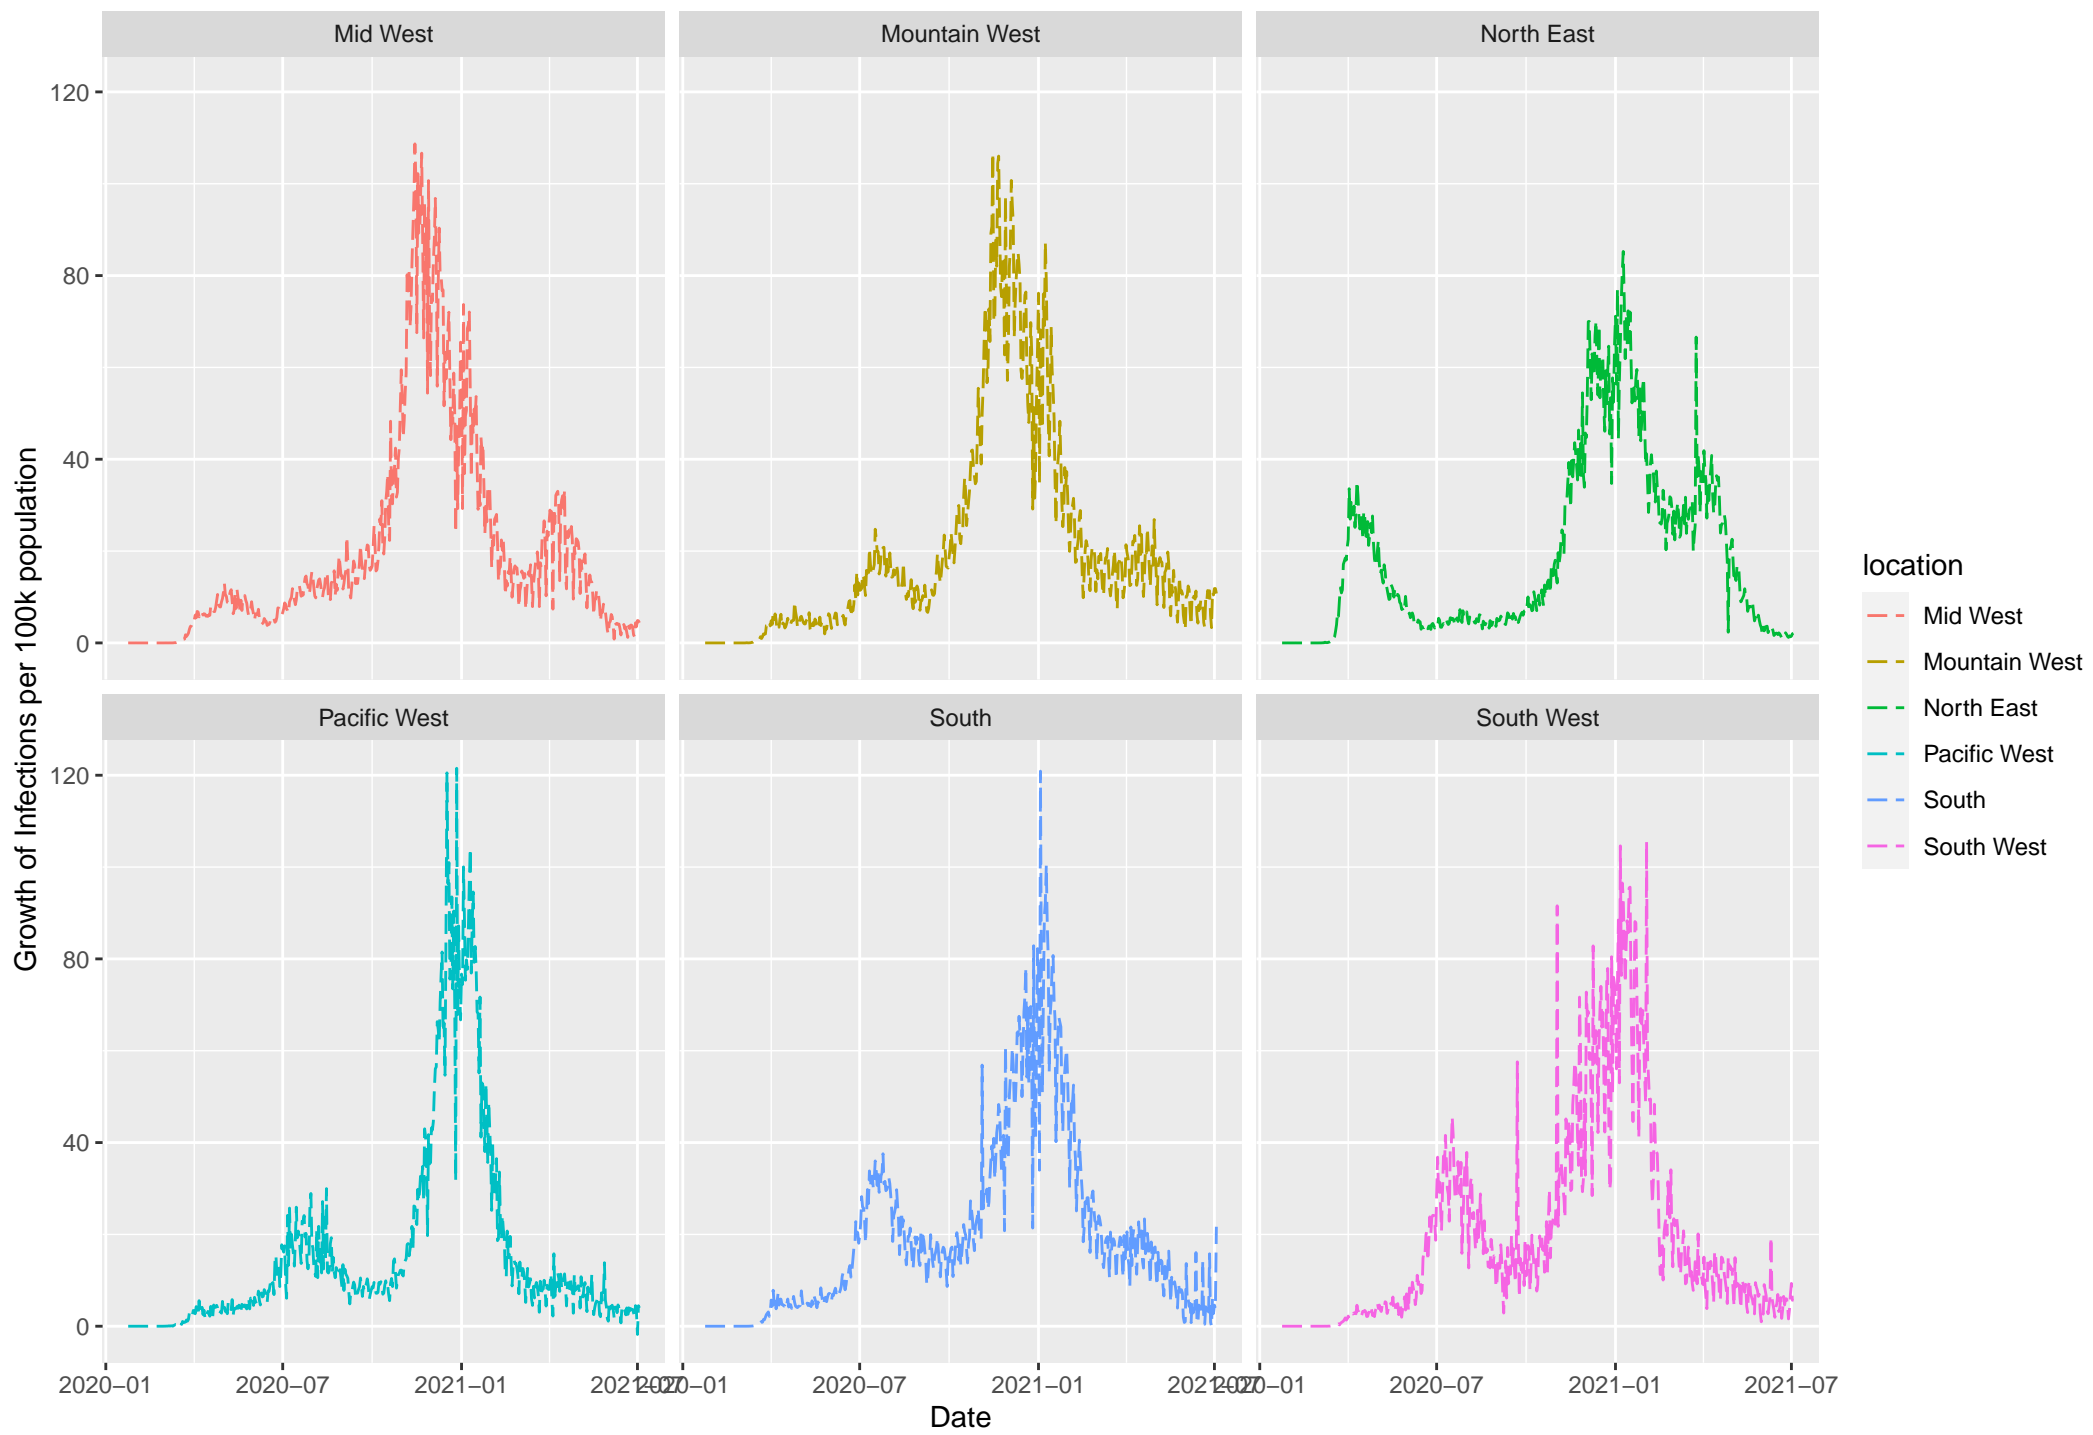 Mid West
Mountain West
North East
120
80
40
0
Pacific West
South
South West
120
80
40
0
2020–01
2020–07
2021–01
2021–07
2020–01
2020–07
2021–01
2021–07
2020–01
2020–07
2021–01
2021–07
Date
Growth of Infections per 100k population
location
Mid West
Mountain West
North East
Pacific West
South
South West